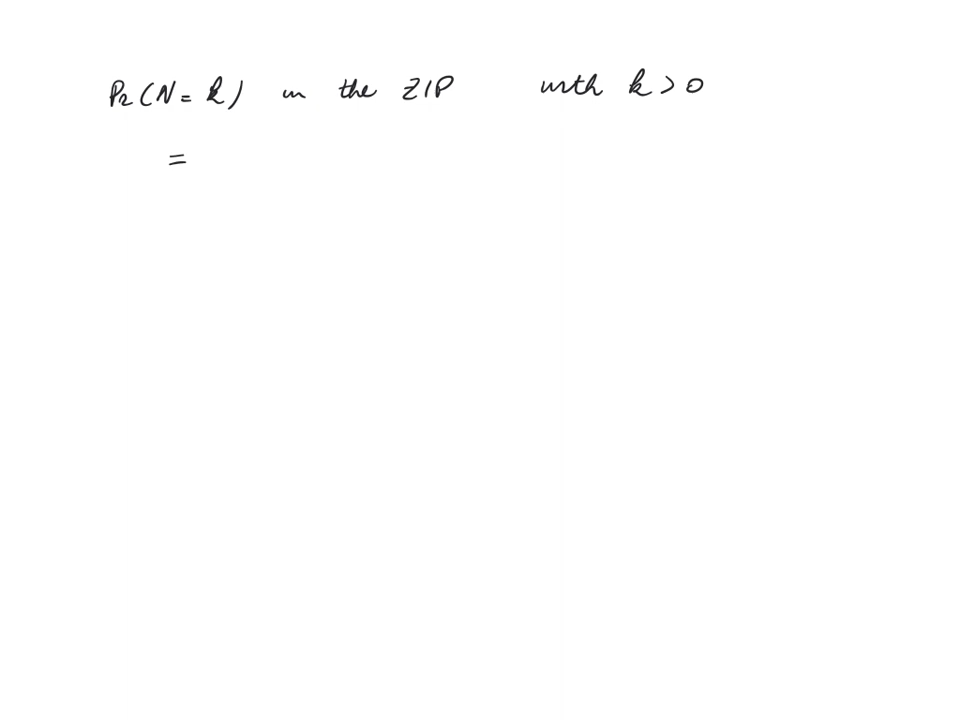 Pr (N = k) in the ZIP with k > 0
=